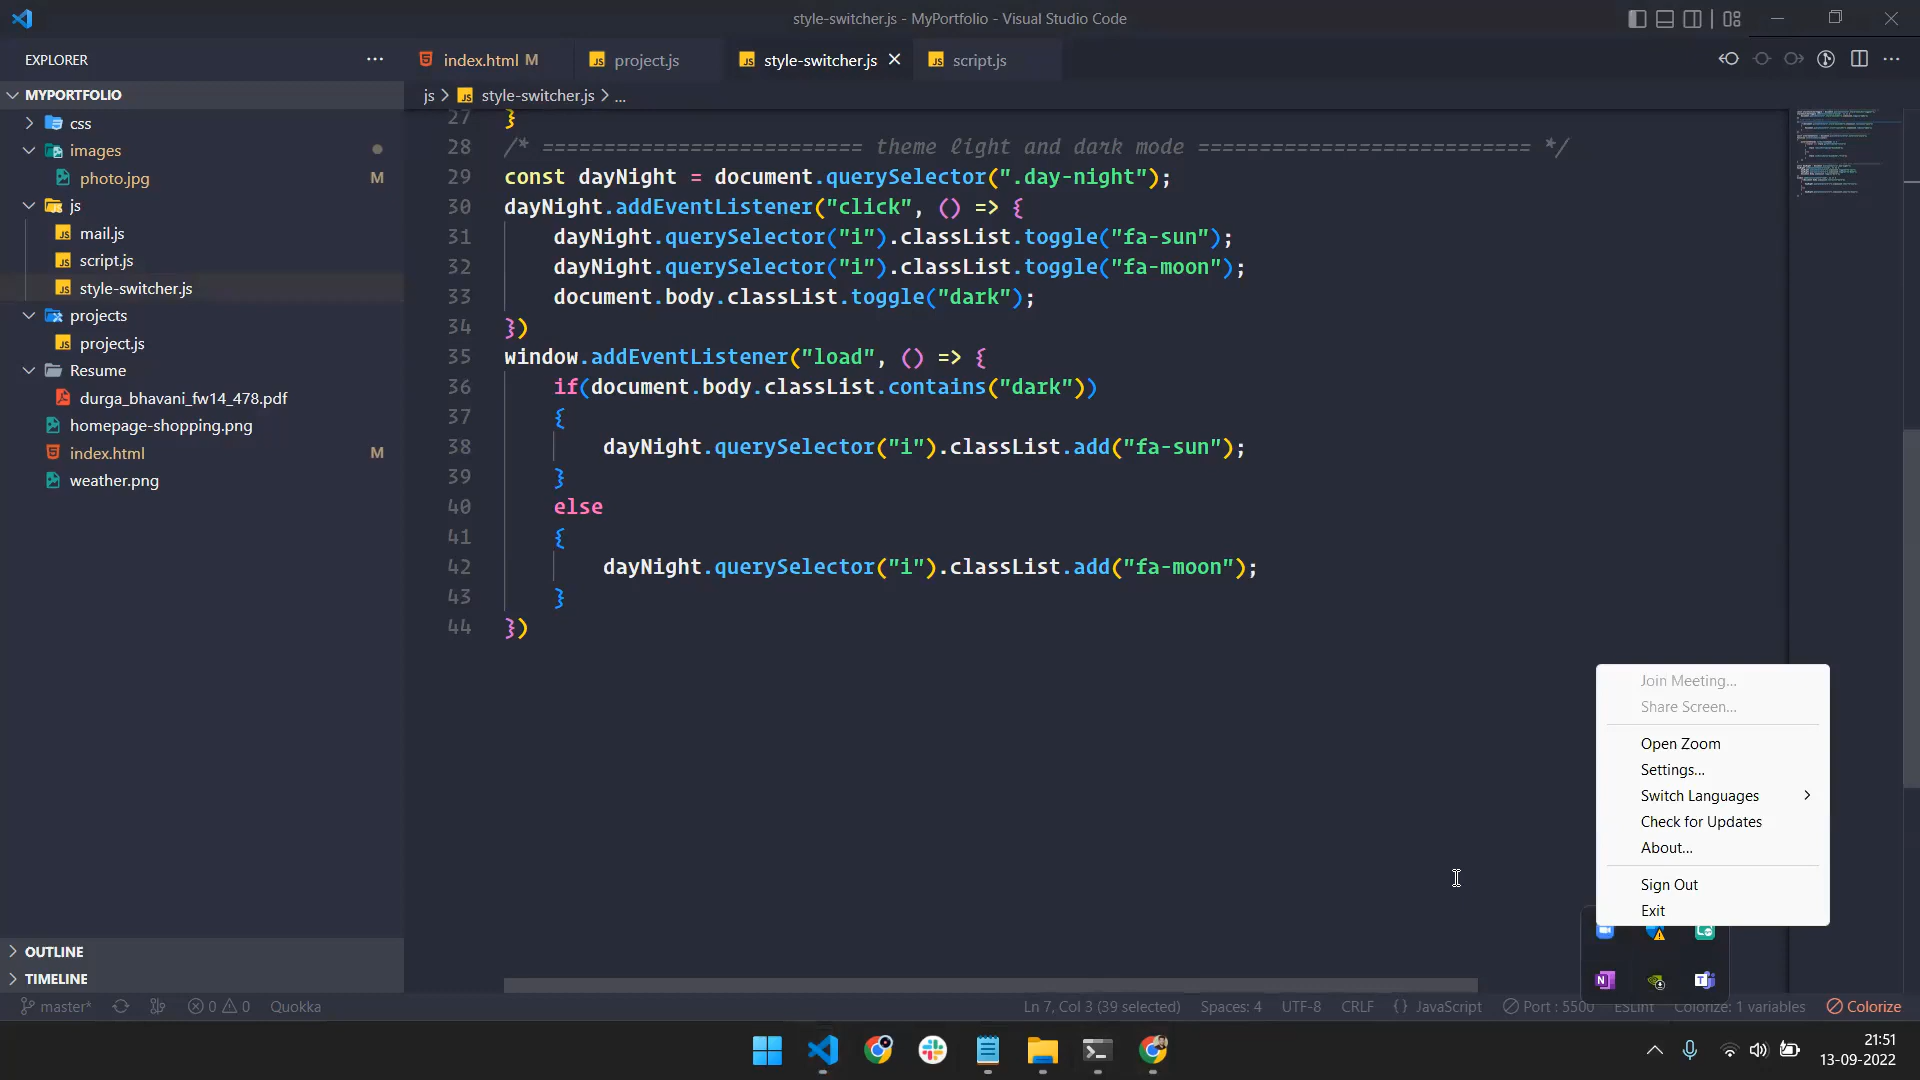 style-switcher.js - MyPortfolio - Visual Studio Code
EXPLORER
MYPORTFOLIO
css
images
photo.jpg M
js
mail.js
script.js
style-switcher.js
projects
project.js
Resume
durga_bhavani_fw14_478.pdf
homepage-shopping.png
index.html M
weather.png
OUTLINE
TIMELINE
index.html M
project.js
style-switcher.js
script.js
js > style-switcher.js > ...
27 }
28 /* ========================== theme light and dark mode =========================== */
29 const dayNight = document.querySelector(".day-night");
30 dayNight.addEventListener("click", () => {
31 dayNight.querySelector("i").classList.toggle("fa-sun");
32 dayNight.querySelector("i").classList.toggle("fa-moon");
33 document.body.classList.toggle("dark");
34 })
35 window.addEventListener("load", () => {
36 if(document.body.classList.contains("dark"))
37 {
38 dayNight.querySelector("i").classList.add("fa-sun");
39 }
40 else
41 {
42 dayNight.querySelector("i").classList.add("fa-moon");
43 }
44 })
Join Meeting...
Share Screen...
Open Zoom
Settings...
Switch Languages
Check for Updates
About...
Sign Out
Exit
master* 0 0 Quokka Ln 7, Col 3 (39 selected) Spaces: 4 UTF-8 CRLF {} JavaScript Port : 5500 ESLint Colorize: 1 variables Colorize
21:51
13-09-2022